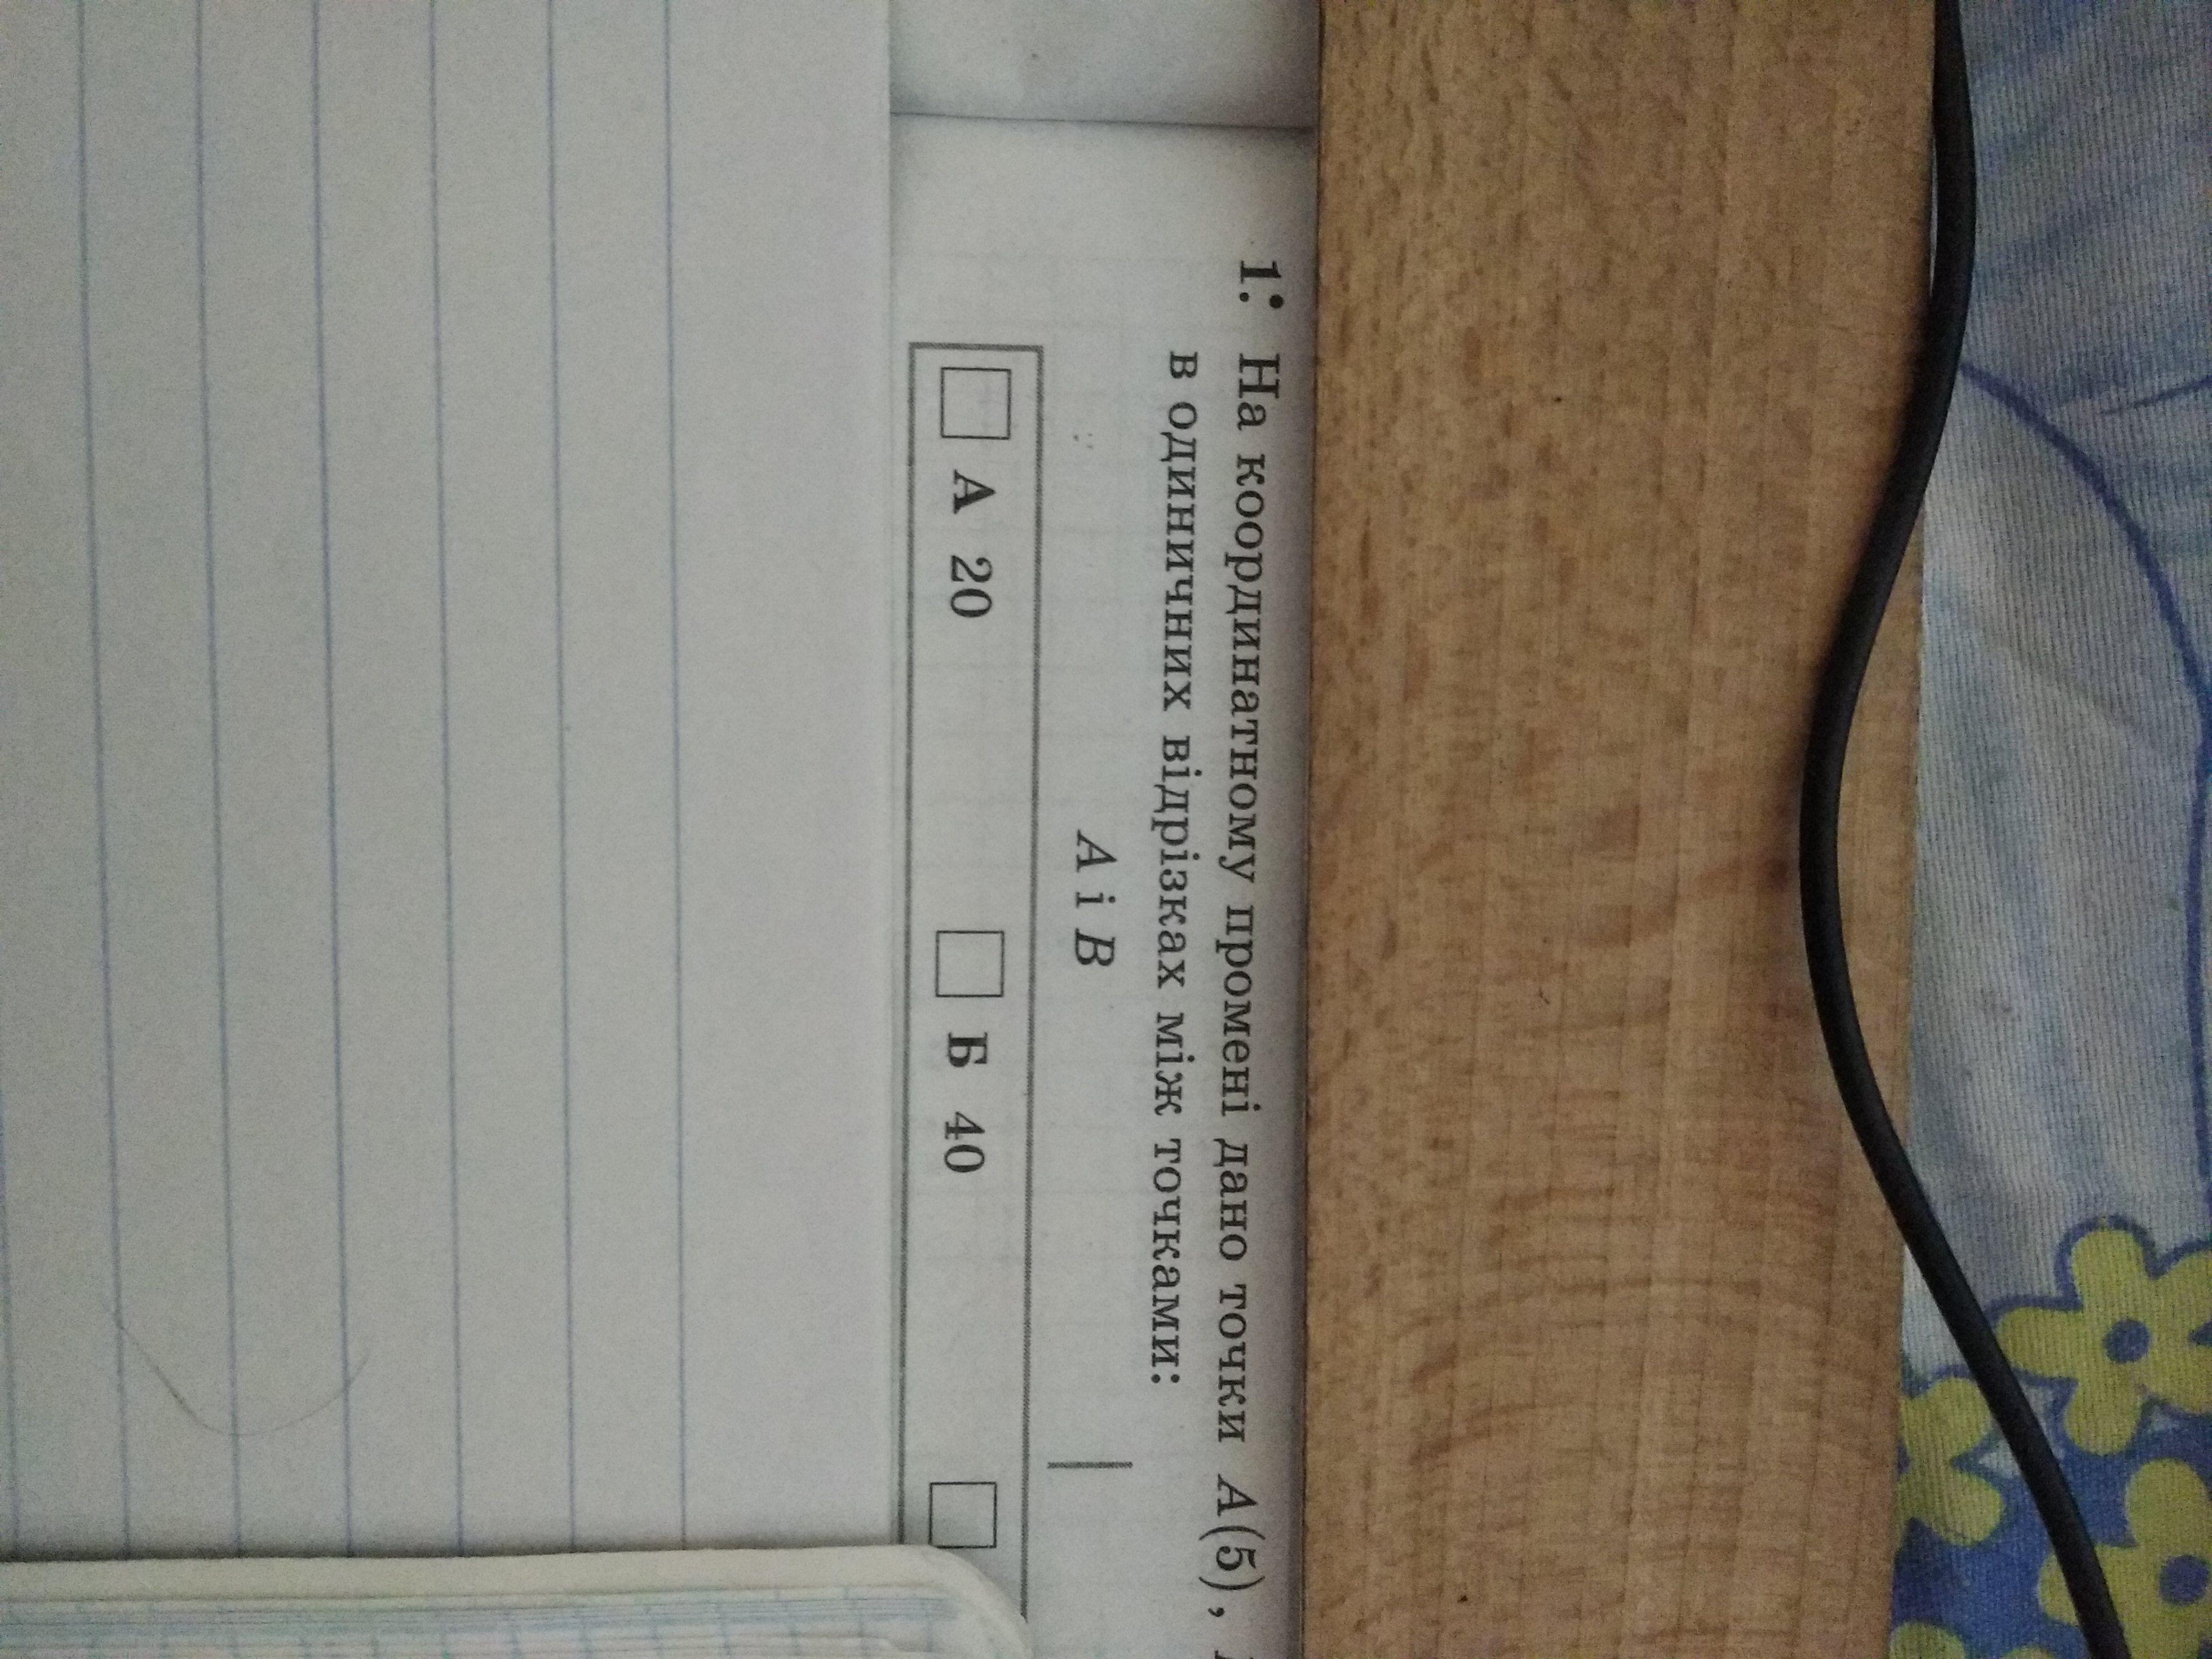 1. На координатному промені дано точки A(5),
в одиничних відрізках між точками:
A і B
А 20 Б 40